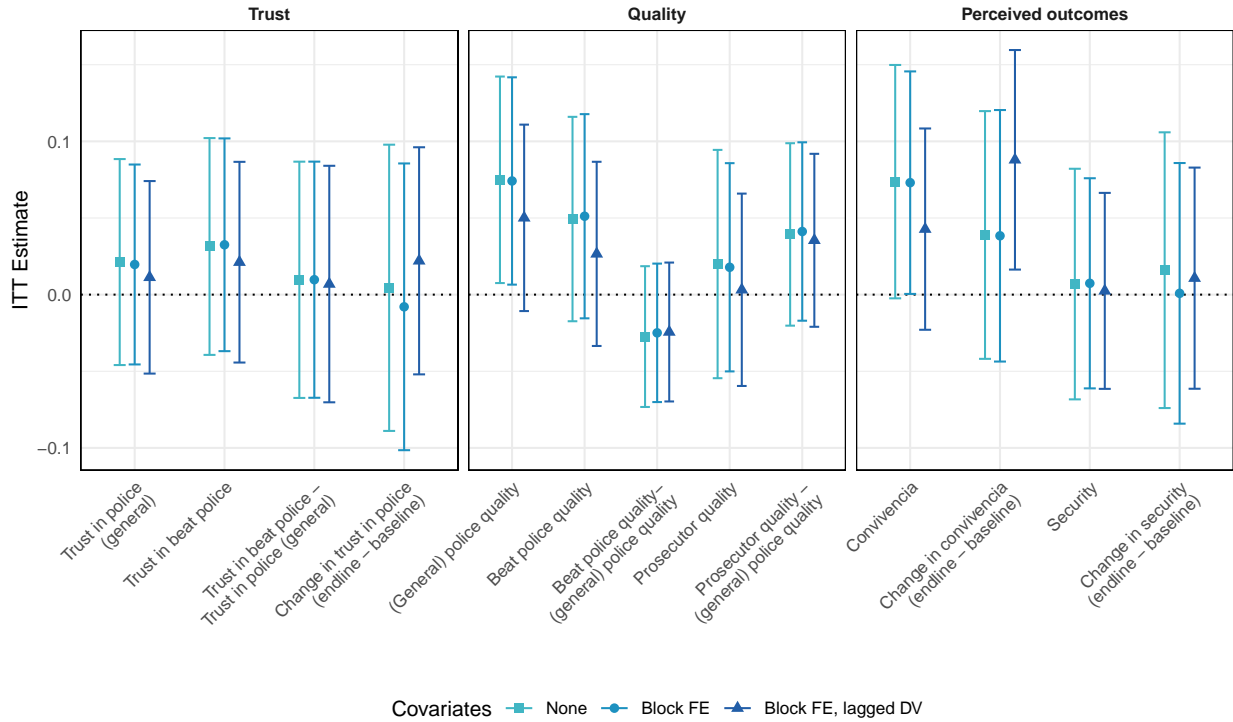 Trust
Quality
Perceived outcomes
ITT Estimate
0.1
0.0
−0.1
Trust in police
(general)
Trust in beat police
Trust in beat police −
Trust in police (general)
Change in trust in police
(endline − baseline)
(General) police quality
Beat police quality
Beat police quality−
(general) police quality
Prosecutor quality
Prosecutor quality −
(general) police quality
Convivencia
Change in convivencia
(endline − baseline)
Security
Change in security
(endline − baseline)
Covariates
None
Block FE
Block FE, lagged DV